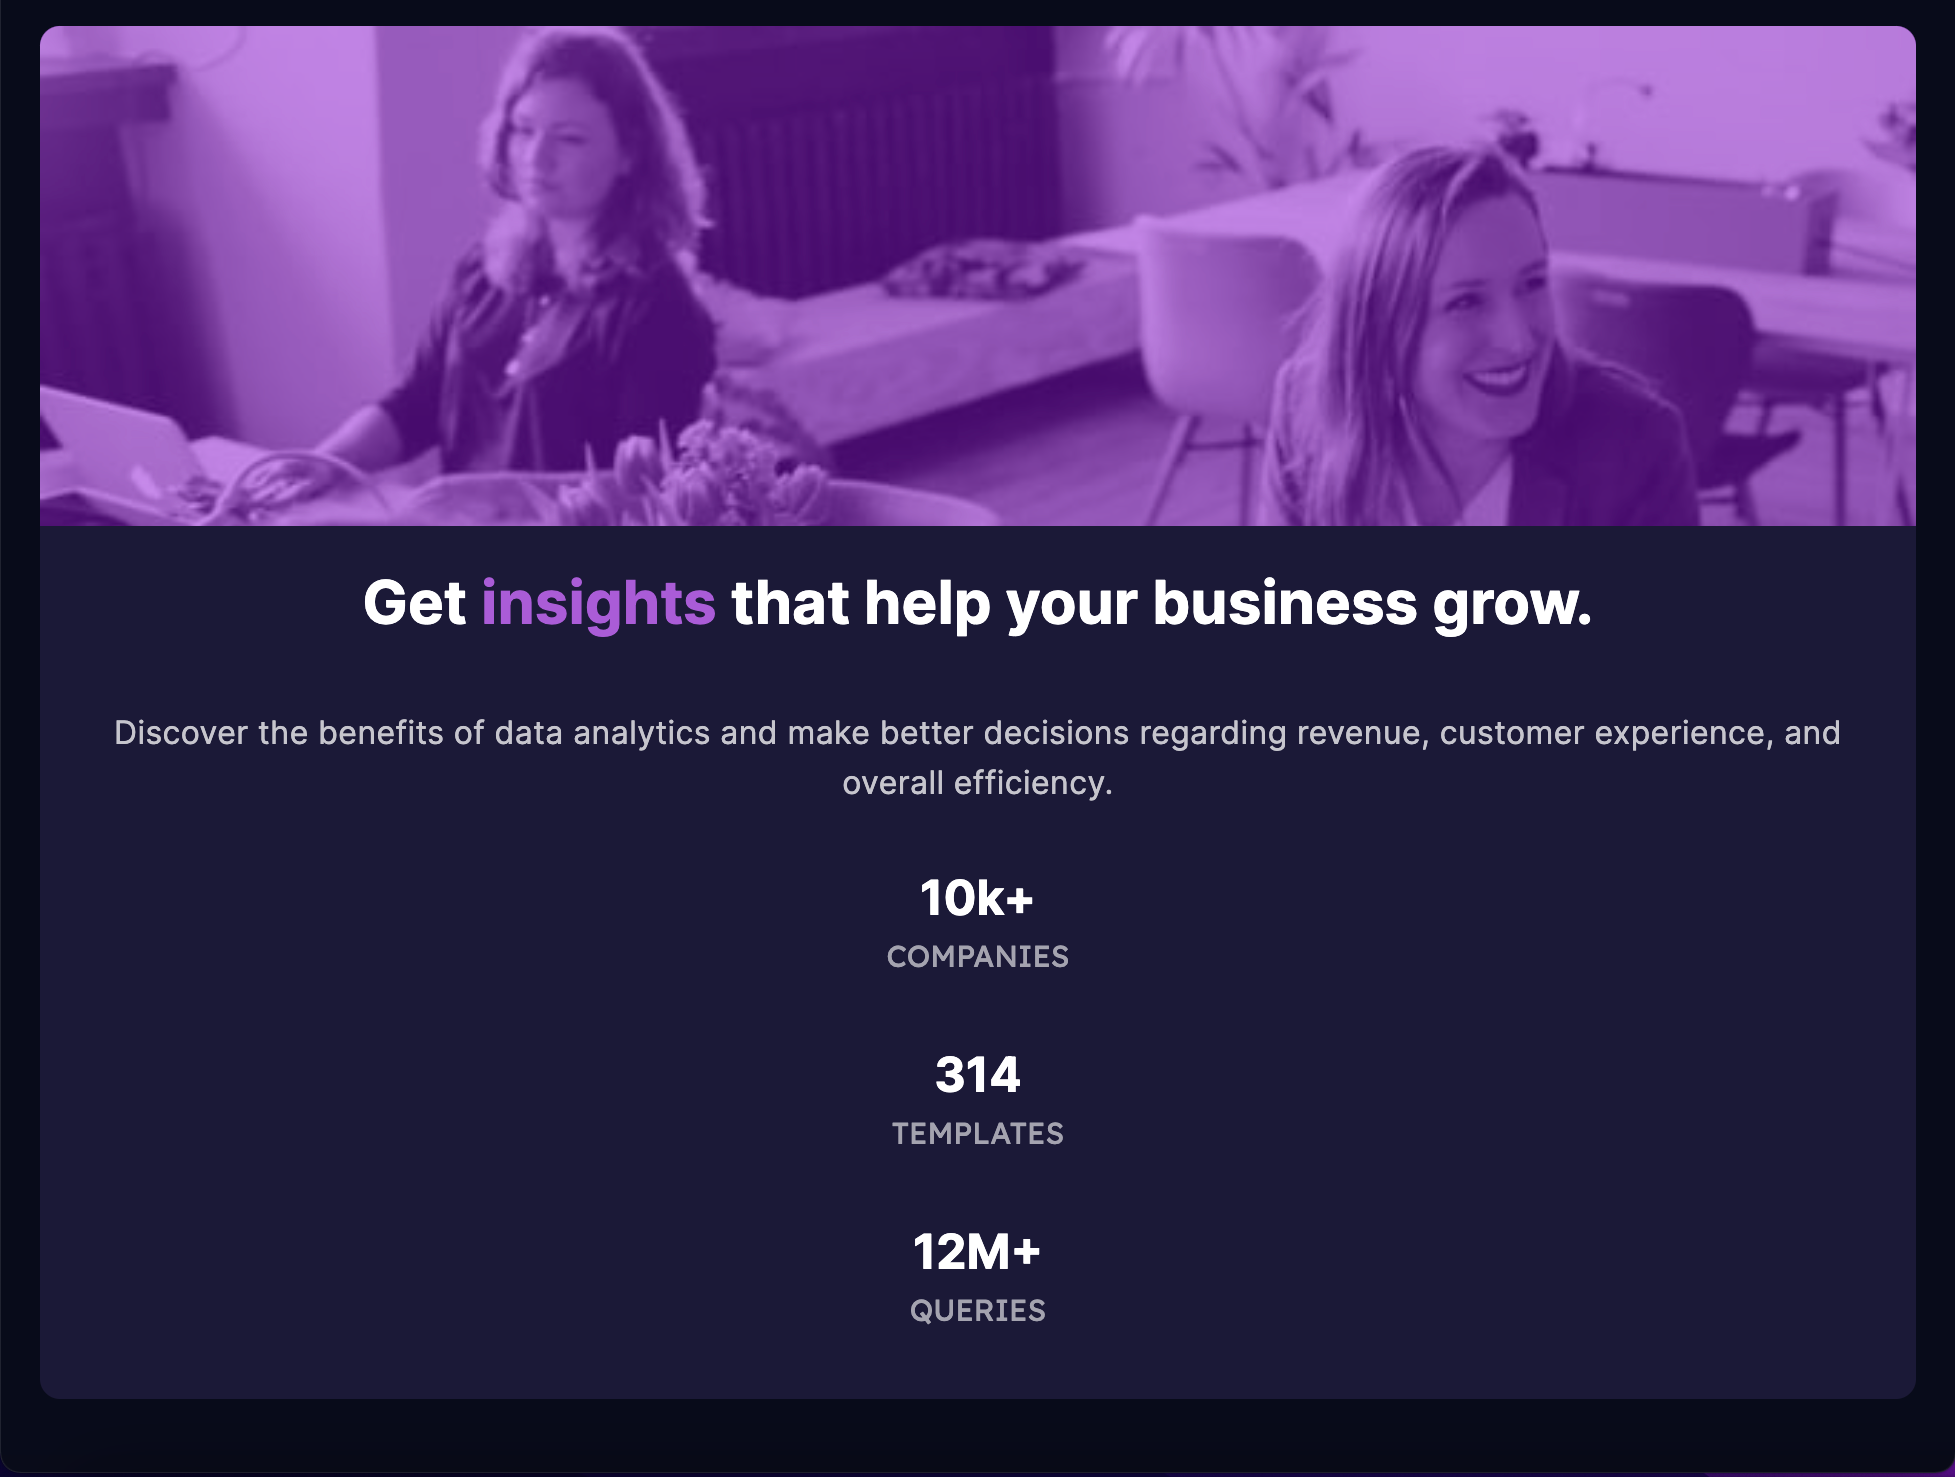 Get insights that help your business grow.
Discover the benefits of data analytics and make better decisions regarding revenue, customer experience, and
overall efficiency.
10k+
COMPANIES
314
TEMPLATES
12M+
QUERIES